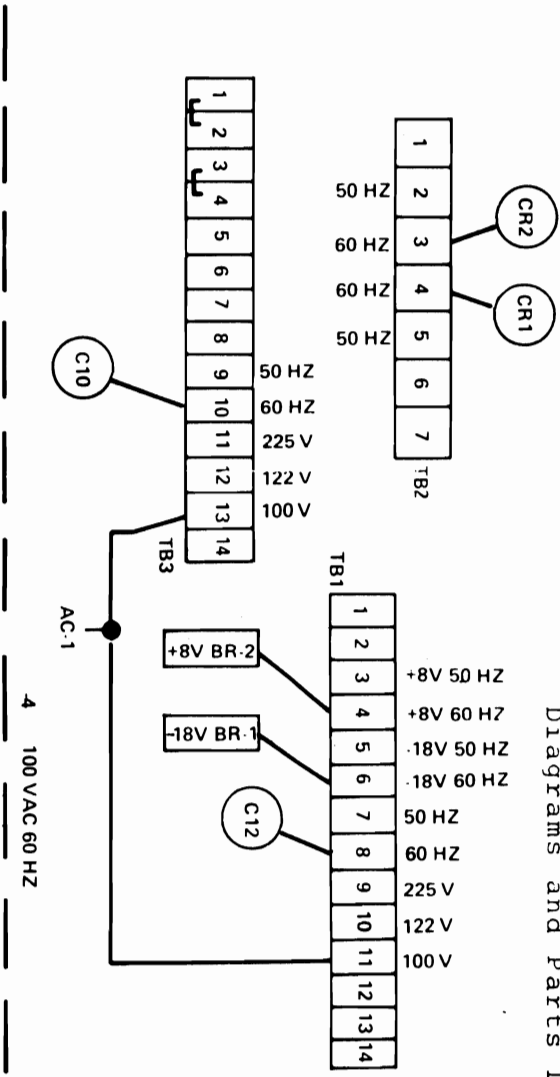 Diagrams and Parts
1
2
3
4
5
6
7
TB2
50 HZ
60 HZ
60 HZ
50 HZ
CR2
CR1
1
2
3
4
5
6
7
8
9
10
11
12
13
14
TB3
50 HZ
60 HZ
225 V
122 V
100 V
C10
AC-1
TB1
1
2
3
4
5
6
7
8
9
10
11
12
13
14
+8V 50 HZ
+8V 60 HZ
-18V 50 HZ
-18V 60 HZ
50 HZ
60 HZ
225 V
122 V
100 V
+8V BR-2
-18V BR-1
C12
-4 100 VAC 60 HZ